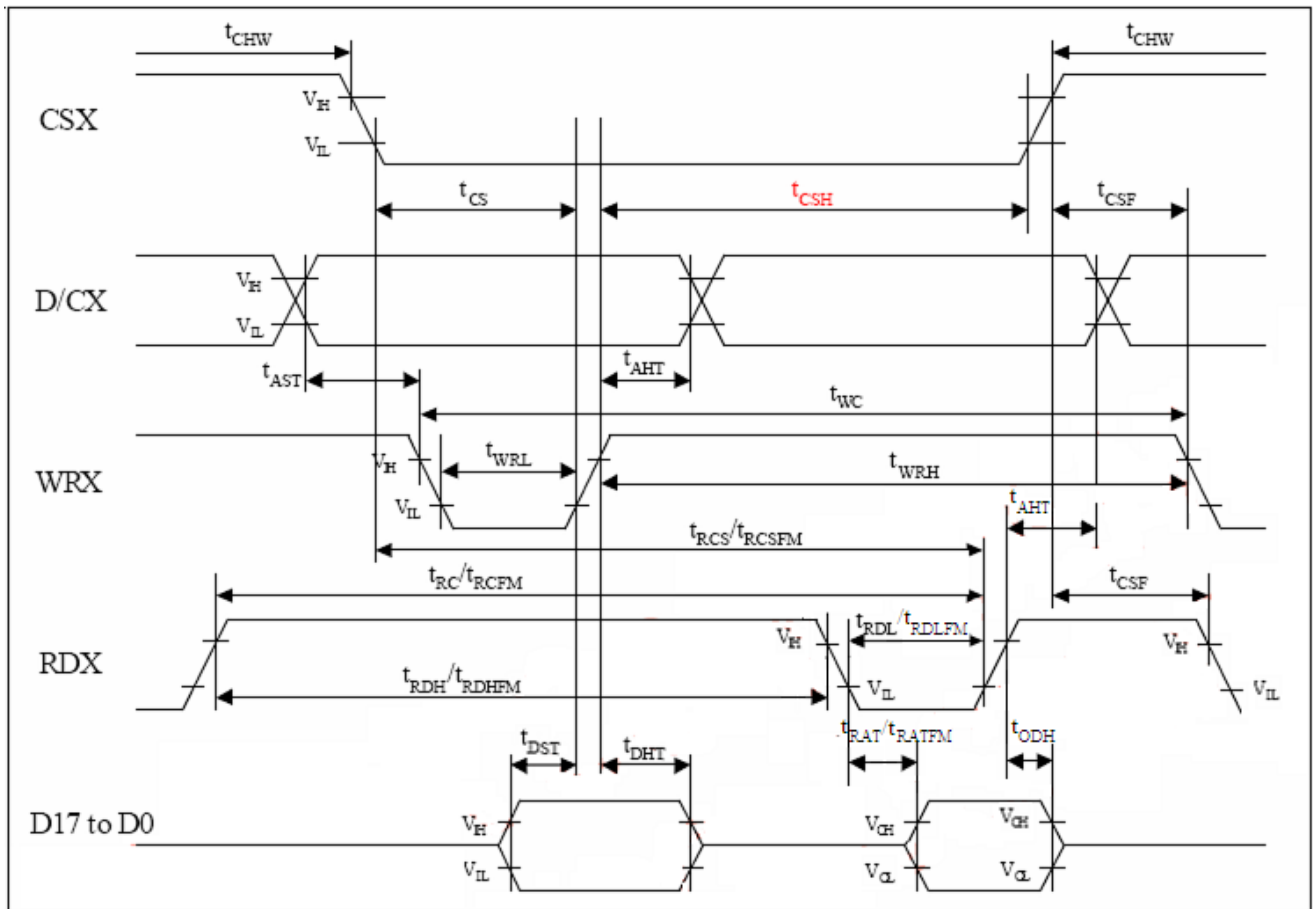 tCHW tCHW
VIH
CSX
VIL
tCS tCSH tCSF
VIH
D/CX
VIL
tAST tAHT
tWC
VIH tWRL tWRH
WRX
VIL tAHT
tRCS/tRCSFM
tRC/tRCFM tCSF
VIH tRDL/tRDLFM VIH
RDX
tRDH/tRDHFM VIL VIL
tDST tDHT tRAT/tRATFM tODH
VIH VOH VOH
D17 to D0
VIL VOL VOL